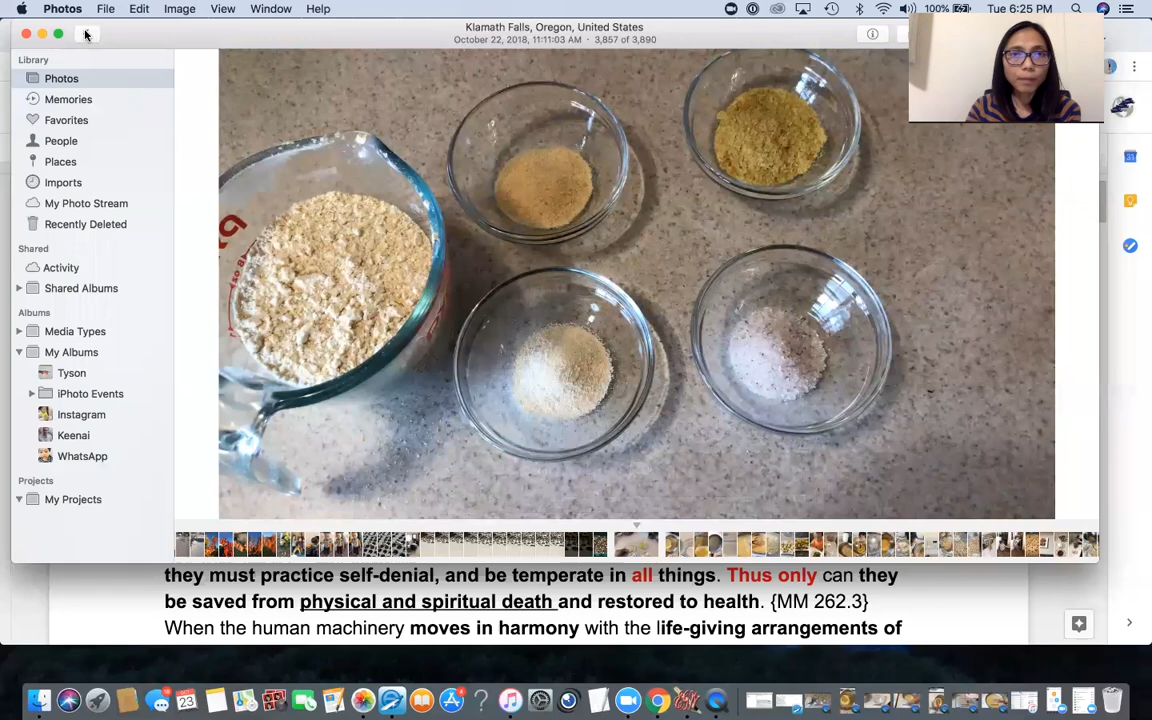 Photos File Edit Image View Window Help
100% Tue 6:25 PM
Klamath Falls, Oregon, United States
October 22, 2018, 11:11:03 AM • 3,857 of 3,890
Library
Photos
Memories
Favorites
People
Places
Imports
My Photo Stream
Recently Deleted
Shared
Activity
Shared Albums
Albums
Media Types
My Albums
Tyson
iPhoto Events
Instagram
Keenai
WhatsApp
Projects
My Projects
they must practice self-denial, and be temperate in all things. Thus only can they
be saved from physical and spiritual death and restored to health. {MM 262.3}
When the human machinery moves in harmony with the life-giving arrangements of